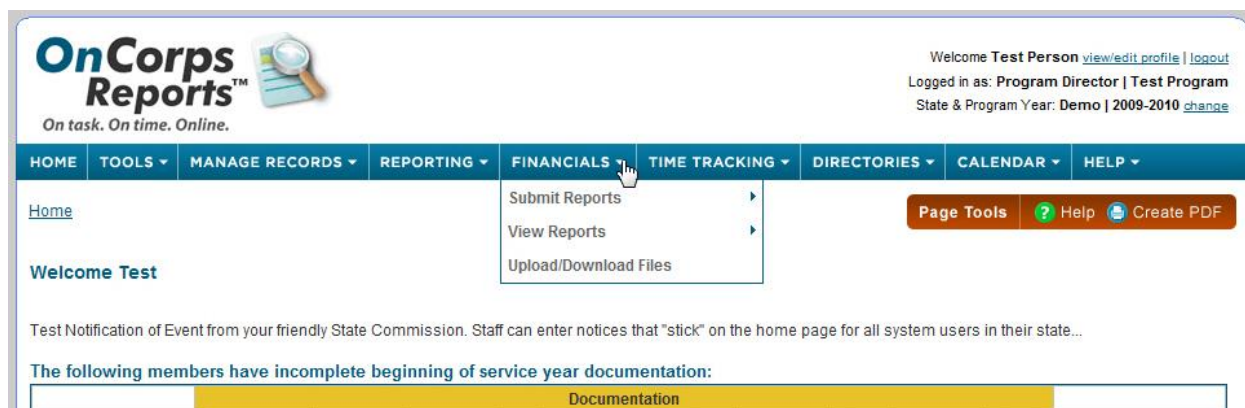 OnCorps
Reports™
On task. On time. Online.
Welcome Test Person view/edit profile | logout
Logged in as: Program Director | Test Program
State & Program Year: Demo | 2009-2010 change
HOME TOOLS MANAGE RECORDS REPORTING FINANCIALS TIME TRACKING DIRECTORIES CALENDAR HELP
Submit Reports
View Reports
Upload/Download Files
Home
Page Tools ? Help Create PDF
Welcome Test
Test Notification of Event from your friendly State Commission. Staff can enter notices that "stick" on the home page for all system users in their state...
The following members have incomplete beginning of service year documentation:
Documentation